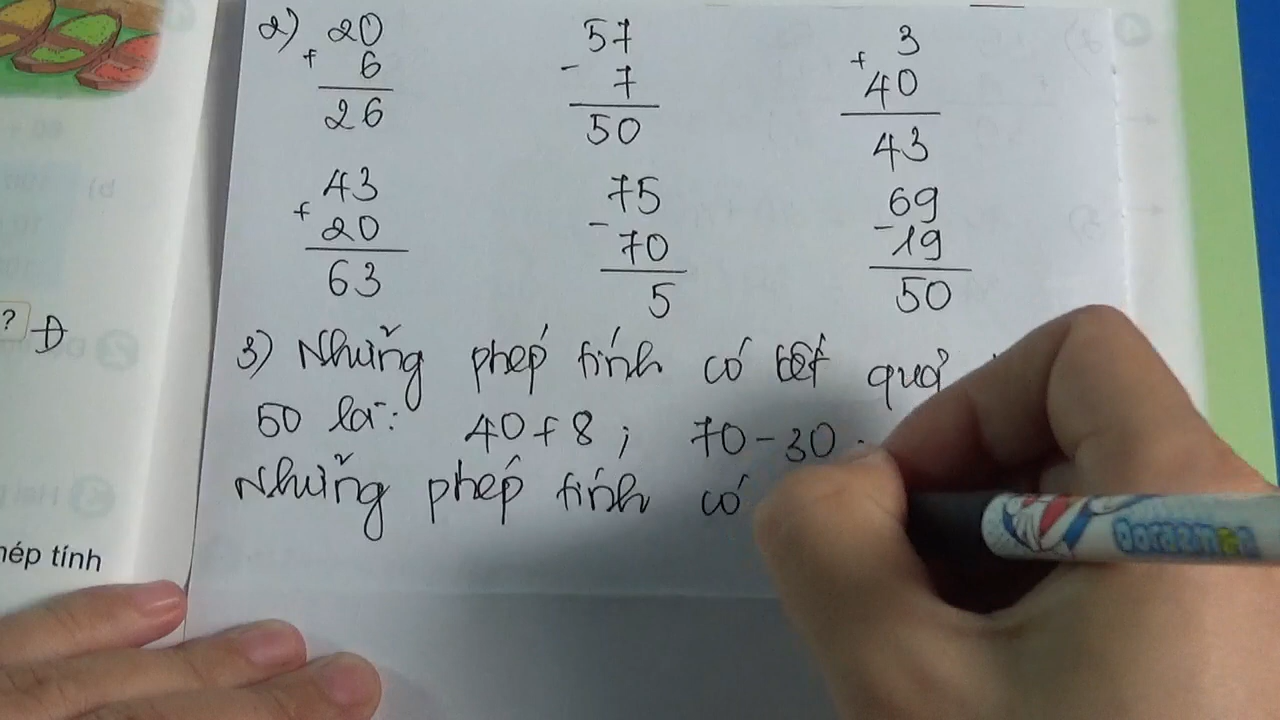 2) 20 + 6 = 26
57 - 7 = 50
3 + 40 = 43
43 + 20 = 63
75 - 70 = 5
69 - 19 = 50
? D
3) Những phép tính có kết quả
50 là: 40 + 8 ; 70 - 30
Những phép tính có
hép tính
Doraemon